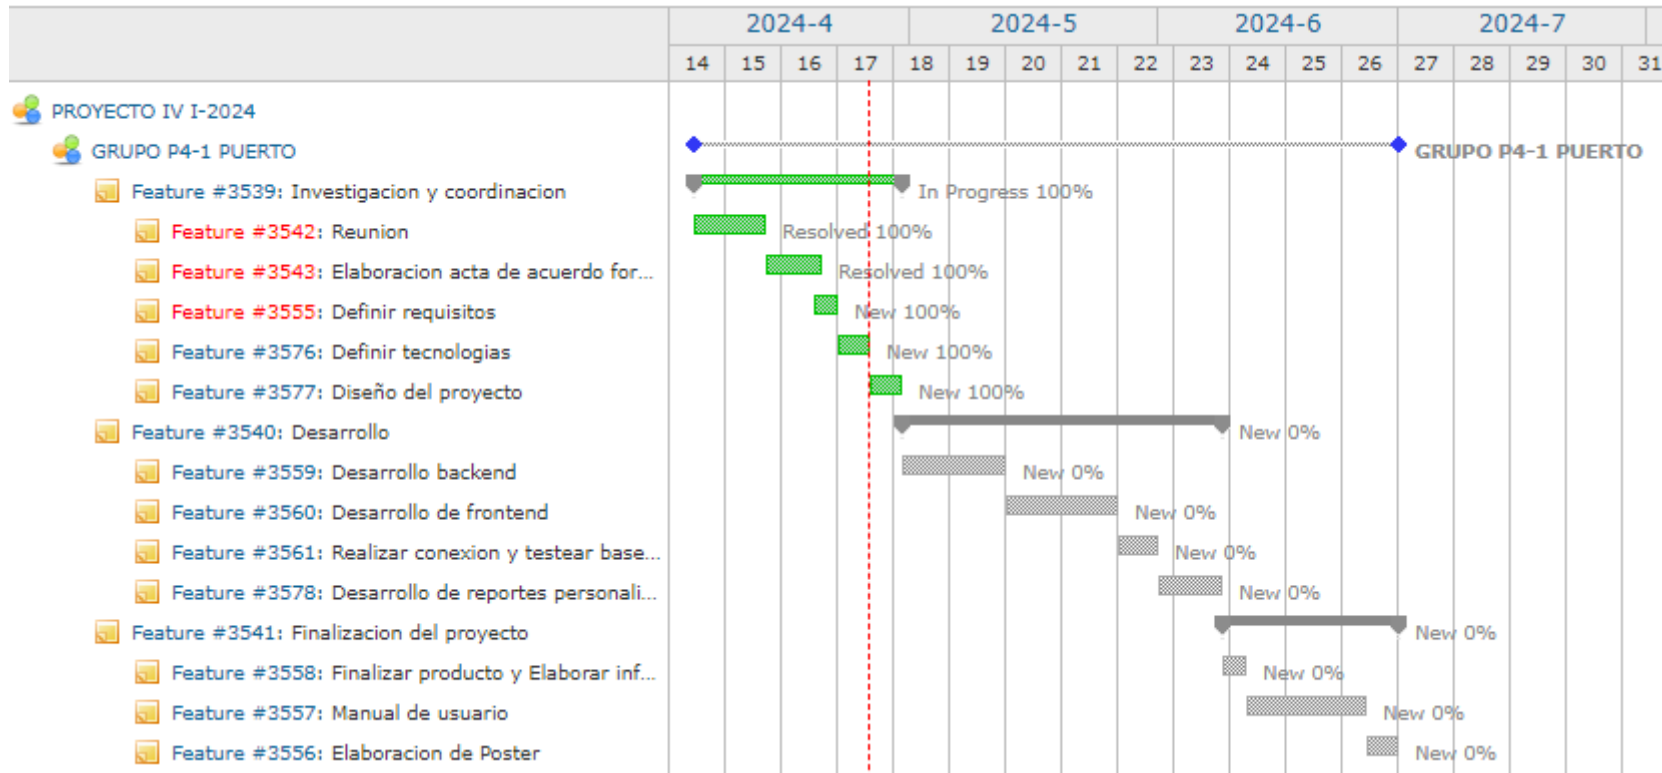 2024-4 2024-5 2024-6 2024-7
14 15 16 17 18 19 20 21 22 23 24 25 26 27 28 29 30 31
PROYECTO IV I-2024
GRUPO P4-1 PUERTO GRUPO P4-1 PUERTO
Feature #3539: Investigacion y coordinacion In Progress 100%
Feature #3542: Reunion Resolved 100%
Feature #3543: Elaboracion acta de acuerdo for... Resolved 100%
Feature #3555: Definir requisitos New 100%
Feature #3576: Definir tecnologias New 100%
Feature #3577: Diseño del proyecto New 100%
Feature #3540: Desarrollo New 0%
Feature #3559: Desarrollo backend New 0%
Feature #3560: Desarrollo de frontend New 0%
Feature #3561: Realizar conexion y testear base... New 0%
Feature #3578: Desarrollo de reportes personali... New 0%
Feature #3541: Finalizacion del proyecto New 0%
Feature #3558: Finalizar producto y Elaborar inf... New 0%
Feature #3557: Manual de usuario New 0%
Feature #3556: Elaboracion de Poster New 0%